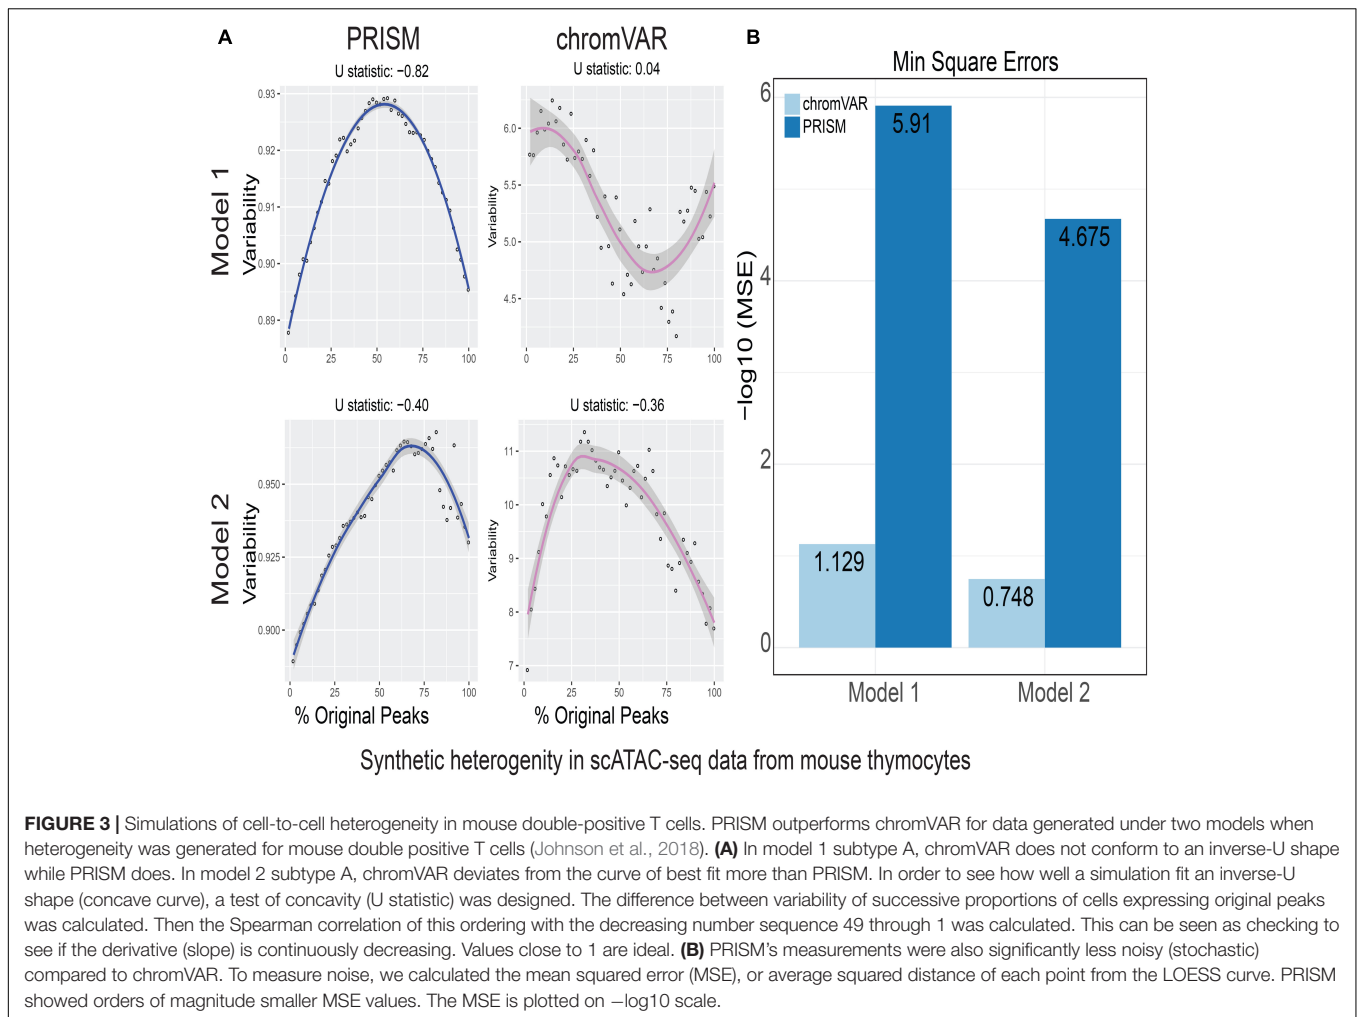 A
PRISM
chromVAR
B
U statistic: −0.82
U statistic: 0.04
Min Square Errors
Model 1
Variability
0.93
0.92
0.91
0.90
0.89
0
25
50
75
100
Variability
6.0
5.5
5.0
4.5
0
25
50
75
100
U statistic: −0.40
U statistic: −0.36
Model 2
Variability
0.950
0.925
0.900
0
25
50
75
100
% Original Peaks
Variability
11
10
9
8
7
0
25
50
75
100
% Original Peaks
−log10 (MSE)
6
4
2
0
chromVAR
PRISM
5.91
4.675
1.129
0.748
Model 1
Model 2
Synthetic heterogenity in scATAC-seq data from mouse thymocytes
FIGURE 3 | Simulations of cell-to-cell heterogeneity in mouse double-positive T cells. PRISM outperforms chromVAR for data generated under two models when
heterogeneity was generated for mouse double positive T cells (Johnson et al., 2018). (A) In model 1 subtype A, chromVAR does not conform to an inverse-U shape
while PRISM does. In model 2 subtype A, chromVAR deviates from the curve of best fit more than PRISM. In order to see how well a simulation fit an inverse-U
shape (concave curve), a test of concavity (U statistic) was designed. The difference between variability of successive proportions of cells expressing original peaks
was calculated. Then the Spearman correlation of this ordering with the decreasing number sequence 49 through 1 was calculated. This can be seen as checking to
see if the derivative (slope) is continuously decreasing. Values close to 1 are ideal. (B) PRISM's measurements were also significantly less noisy (stochastic)
compared to chromVAR. To measure noise, we calculated the mean squared error (MSE), or average squared distance of each point from the LOESS curve. PRISM
showed orders of magnitude smaller MSE values. The MSE is plotted on −log10 scale.